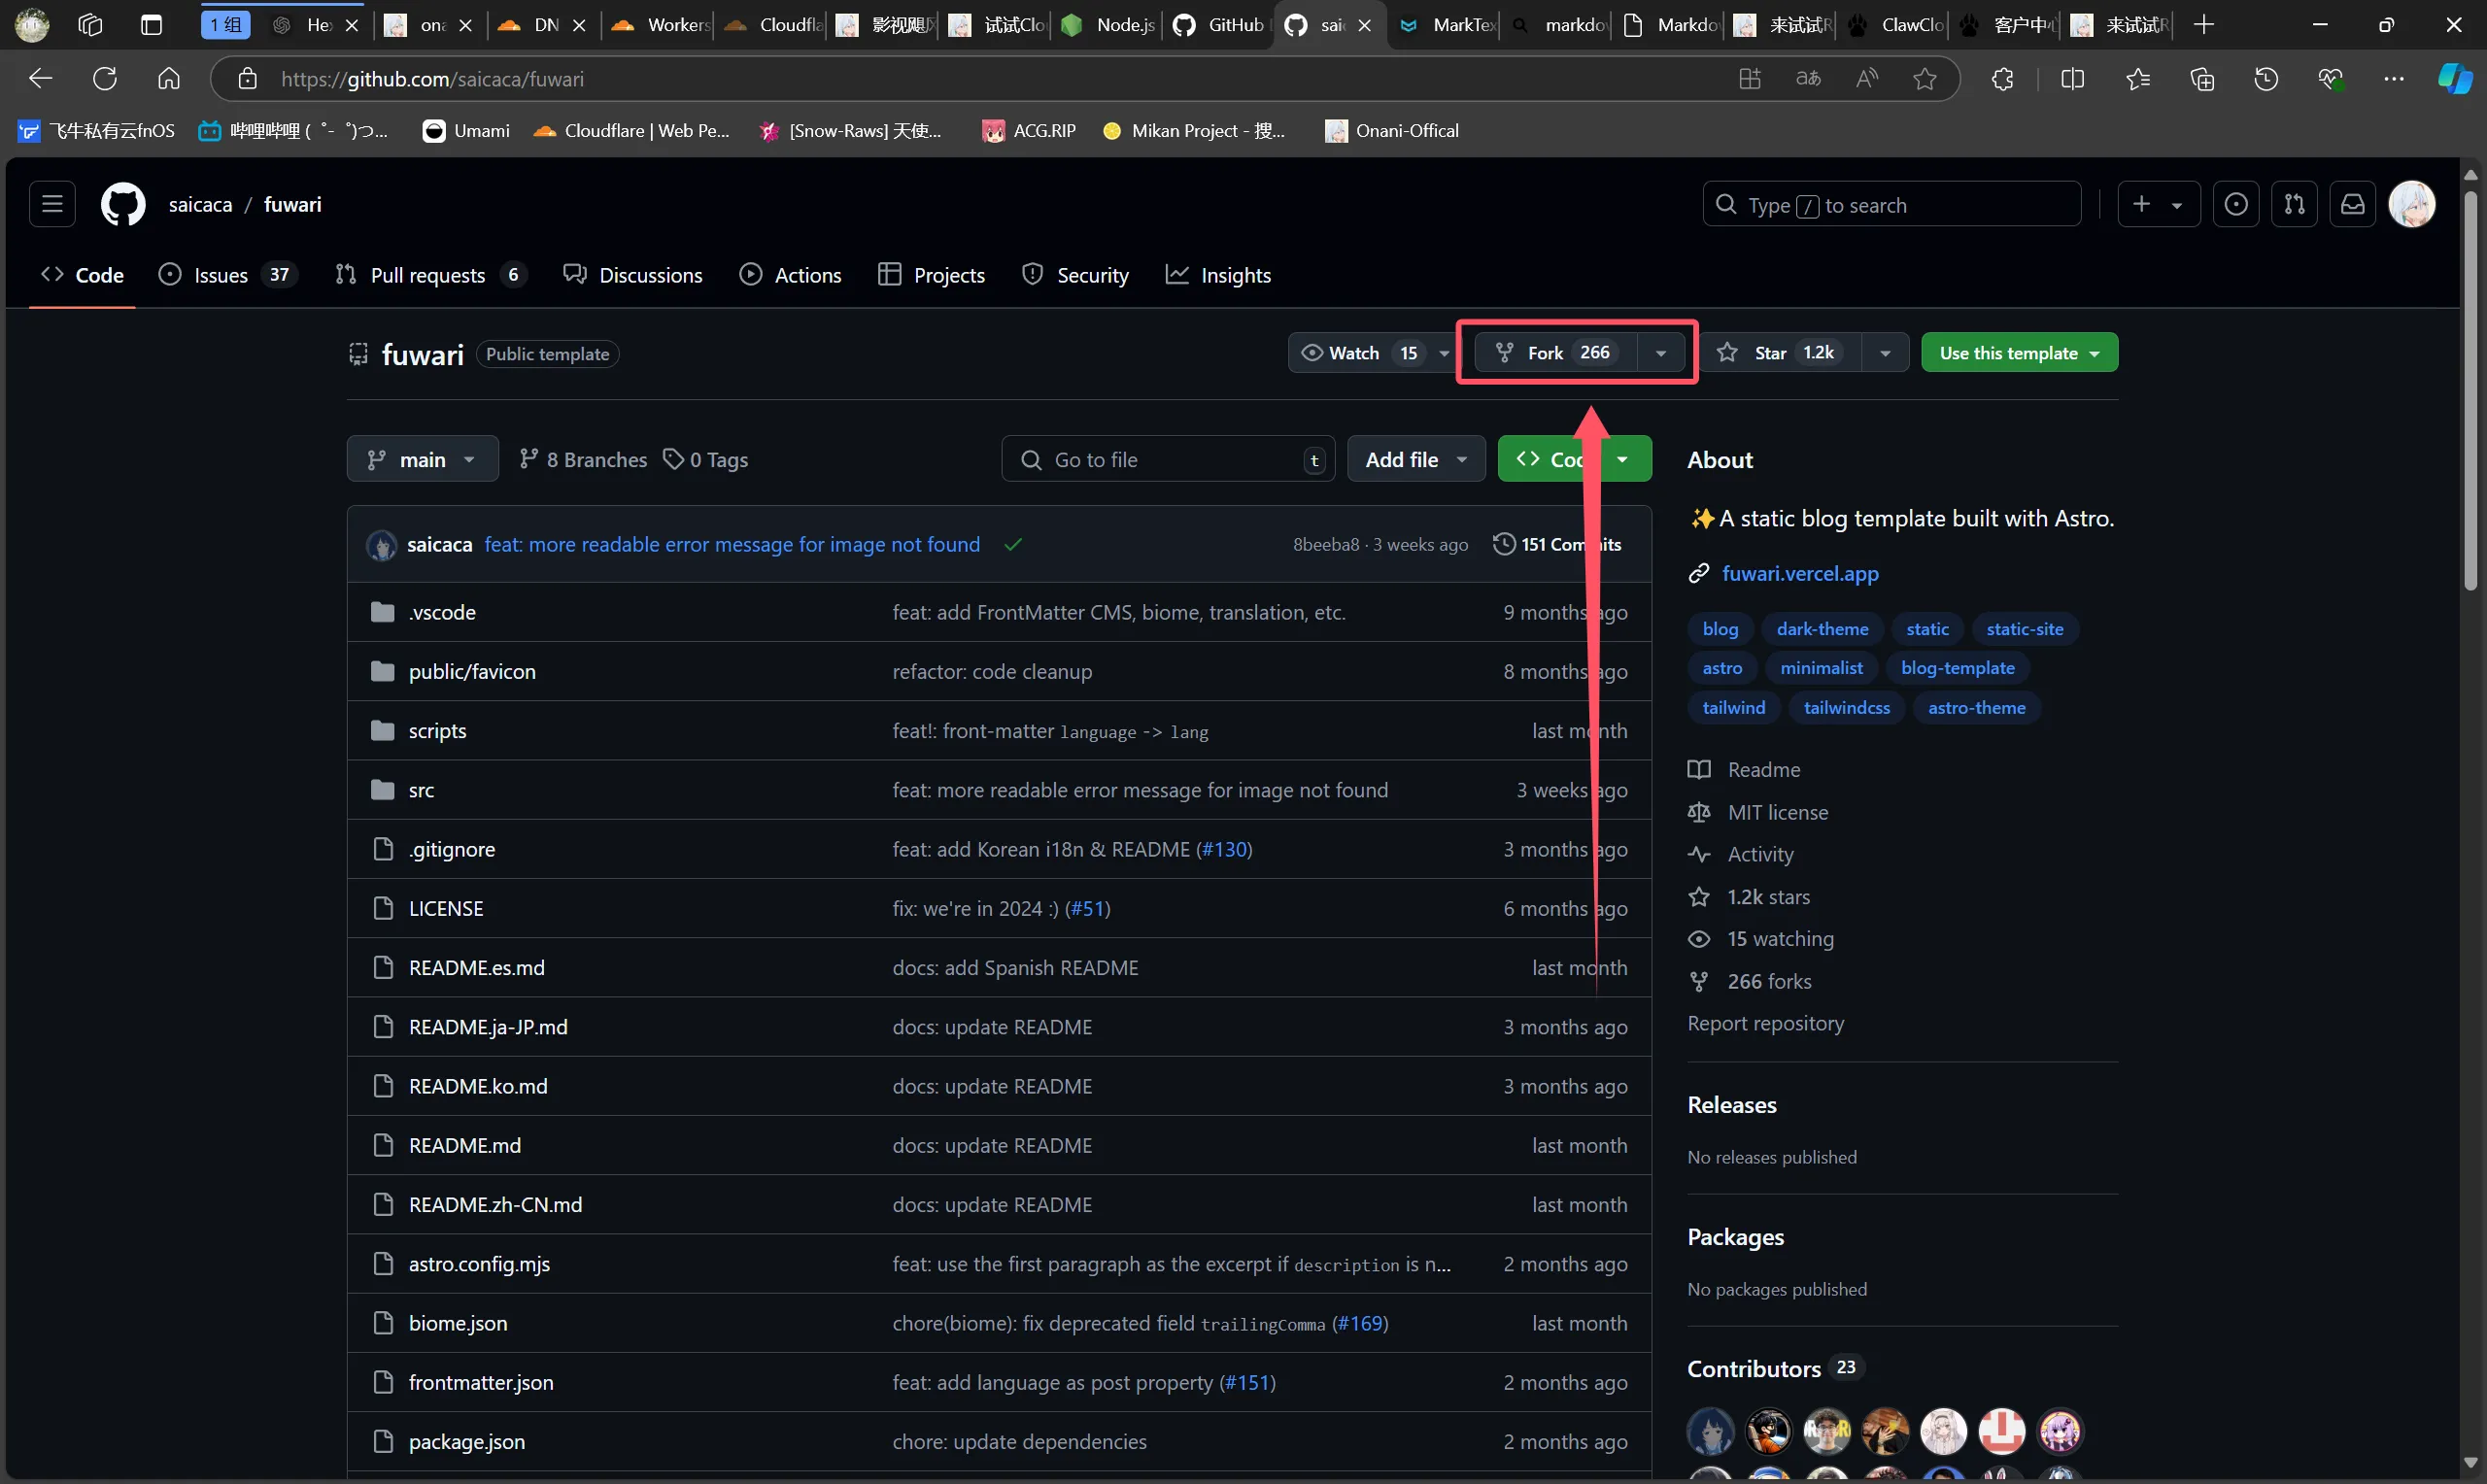 1 组 He ona DN Workers Cloudfla 影视飓 试试Clo Node.js GitHub saic MarkTex markdow Markdow 来试试R ClawClo 客户中心 来试试R
https://github.com/saicaca/fuwari
飞牛私有云fnOS 哔哩哔哩 ( ゜- ゜)つ... Umami Cloudflare | Web Pe... [Snow-Raws] 天使... ACG.RIP Mikan Project - 搜... Onani-Offical
saicaca / fuwari Type / to search
Code Issues 37 Pull requests 6 Discussions Actions Projects Security Insights
fuwari Public template Watch 15 Fork 266 Star 1.2k Use this template
main 8 Branches 0 Tags Go to file t Add file Code
saicaca feat: more readable error message for image not found 8beeba8 · 3 weeks ago 151 Commits
.vscode feat: add FrontMatter CMS, biome, translation, etc. 9 months ago
public/favicon refactor: code cleanup 8 months ago
scripts feat!: front-matter language -> lang last month
src feat: more readable error message for image not found 3 weeks ago
.gitignore feat: add Korean i18n & README (#130) 3 months ago
LICENSE fix: we're in 2024 :) (#51) 6 months ago
README.es.md docs: add Spanish README last month
README.ja-JP.md docs: update README 3 months ago
README.ko.md docs: update README 3 months ago
README.md docs: update README last month
README.zh-CN.md docs: update README last month
astro.config.mjs feat: use the first paragraph as the excerpt if description is n... 2 months ago
biome.json chore(biome): fix deprecated field trailingComma (#169) last month
frontmatter.json feat: add language as post property (#151) 2 months ago
package.json chore: update dependencies 2 months ago
About
✨A static blog template built with Astro.
fuwari.vercel.app
blog dark-theme static static-site
astro minimalist blog-template
tailwind tailwindcss astro-theme
Readme
MIT license
Activity
1.2k stars
15 watching
266 forks
Report repository
Releases
No releases published
Packages
No packages published
Contributors 23